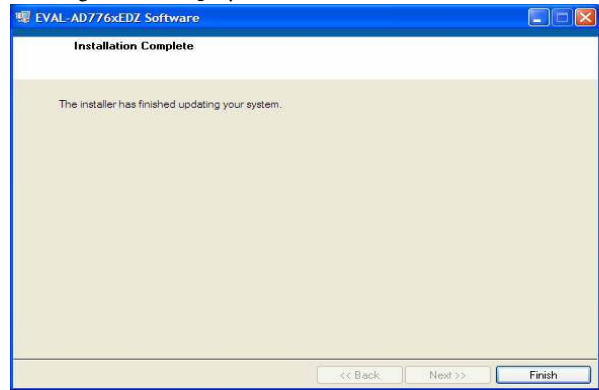 EVAL-AD776xEDZ Software
Installation Complete
The installer has finished updating your system.
<< Back Next >> Finish